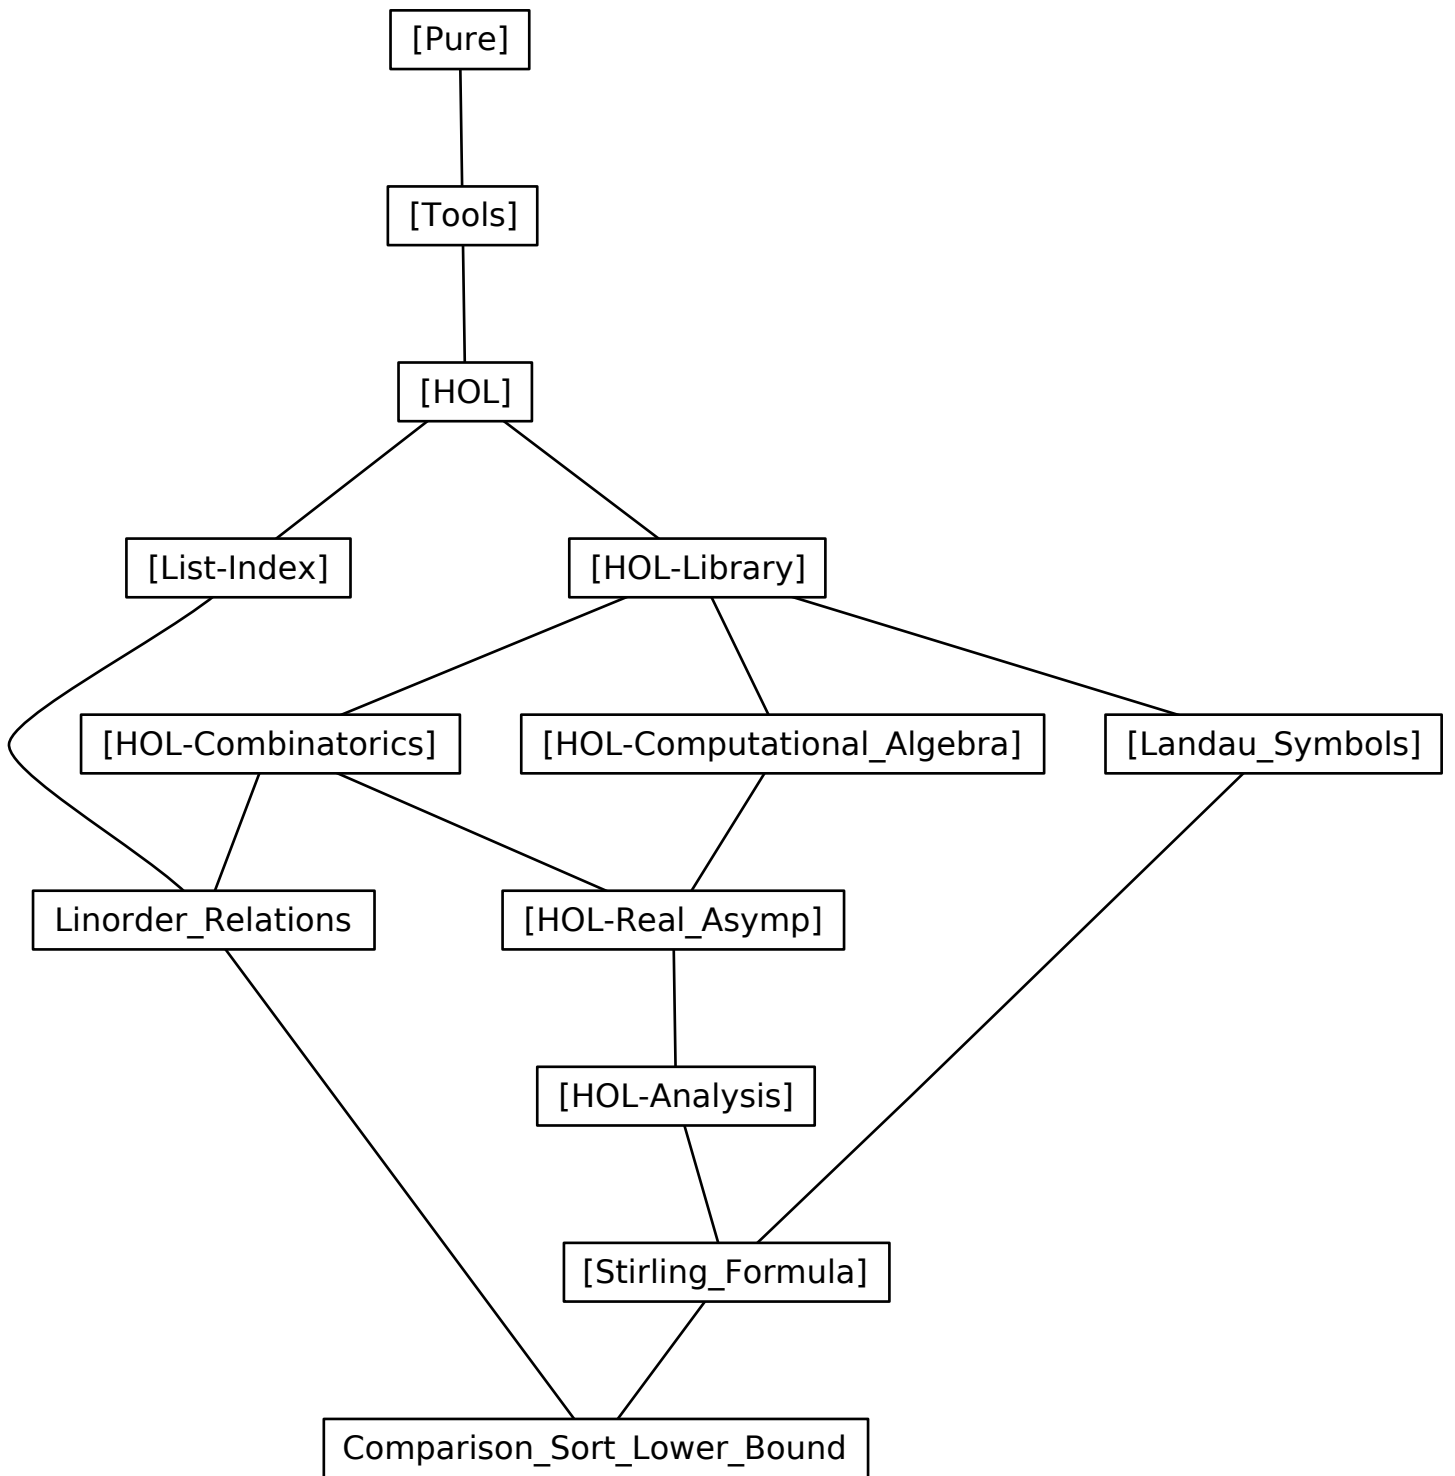 [Pure]
[Tools]
[HOL]
[List-Index]
[HOL-Library]
[HOL-Combinatorics]
[HOL-Computational_Algebra]
[Landau_Symbols]
Linorder_Relations
[HOL-Real_Asymp]
[HOL-Analysis]
[Stirling_Formula]
Comparison_Sort_Lower_Bound